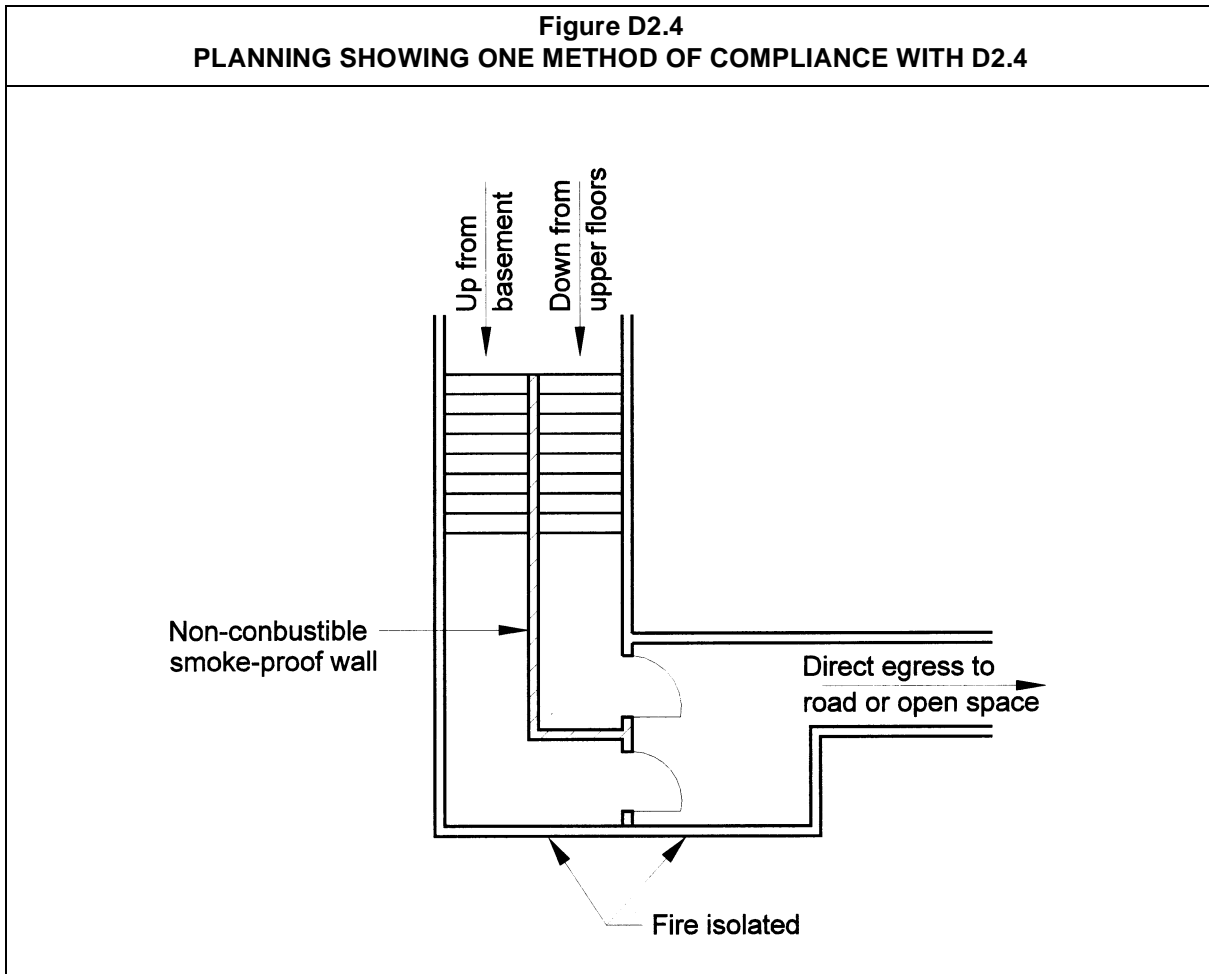 Figure D2.4
PLANNING SHOWING ONE METHOD OF COMPLIANCE WITH D2.4
Up from
basement
Down from
upper floors
Non-conbustible
smoke-proof wall
Direct egress to
road or open space
Fire isolated